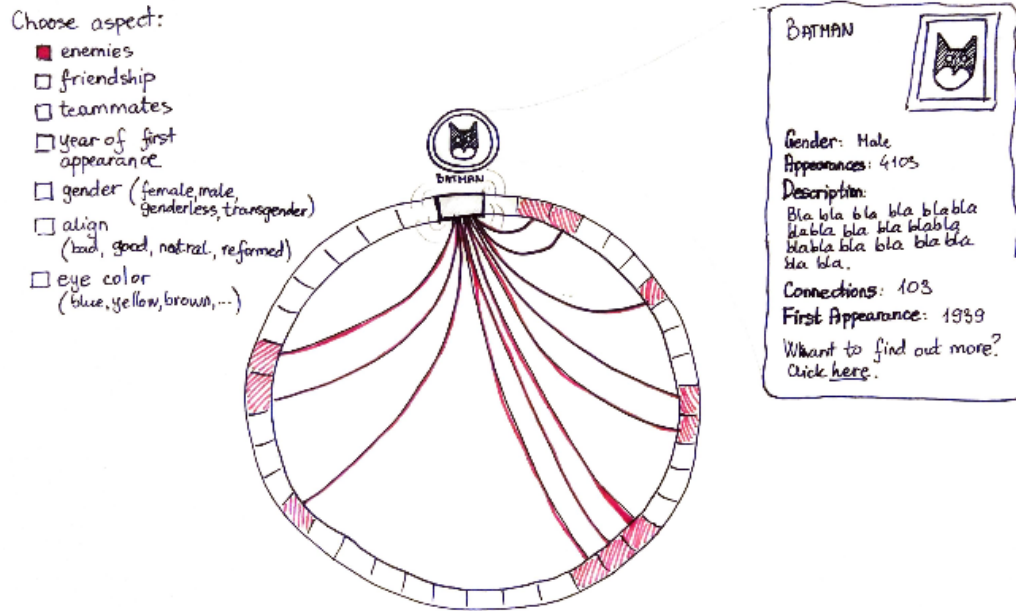 Choose aspect:
enemies
friendship
teammates
year of first
appearance
gender (female, male,
genderless, transgender)
align
(bad, good, natral, reformed)
eye color
(blue, yellow, brown, ...)
BATMAN
BATMAN
Gender: Male
Appearances: 4103
Description:
Bla bla bla bla blabla
blabla bla bla blabla
blabla bla bla bla bla
bla bla.
Connections: 103
First Appearance: 1939
Whant to find out more?
Click here.